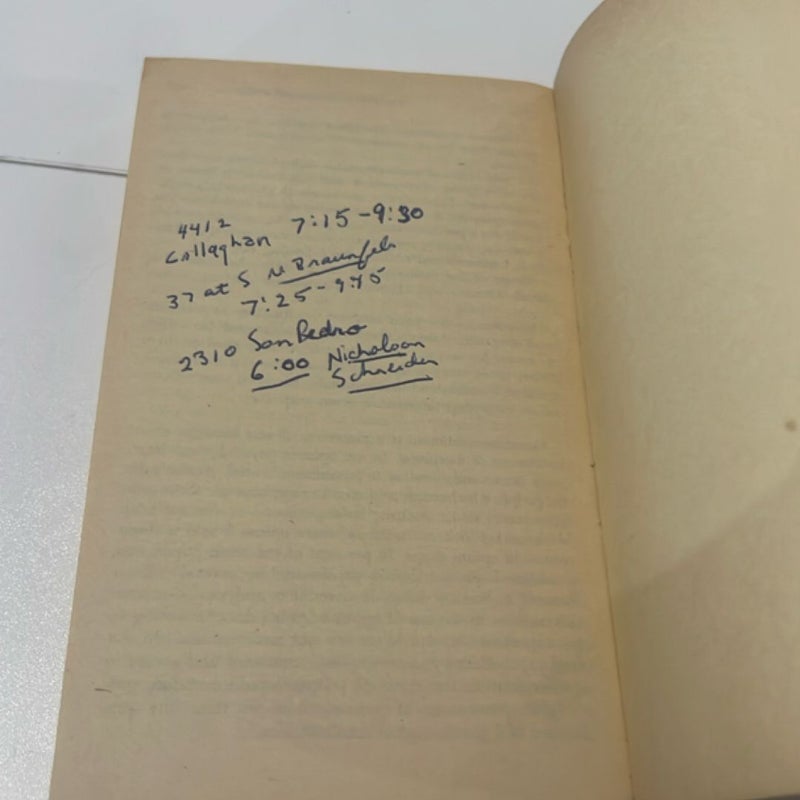 4412 7:15-9:30
Callaghan
37 at S N Braunfels
7:25-9:45
2310 San Pedro
6:00 Nicholson
Schneider